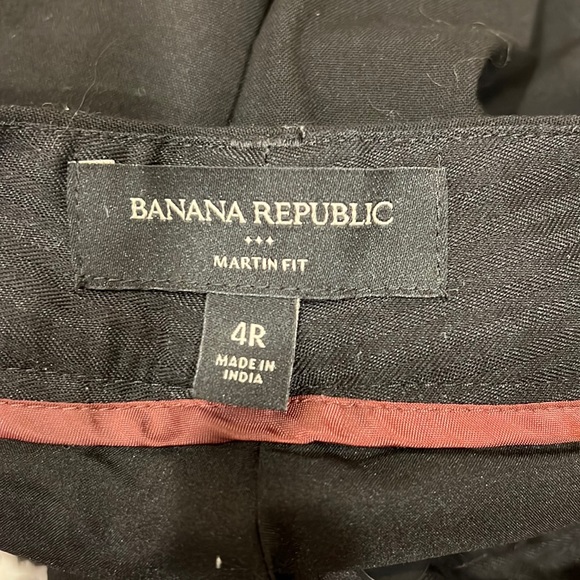 BANANA REPUBLIC
MARTIN FIT
4R
MADE IN
INDIA